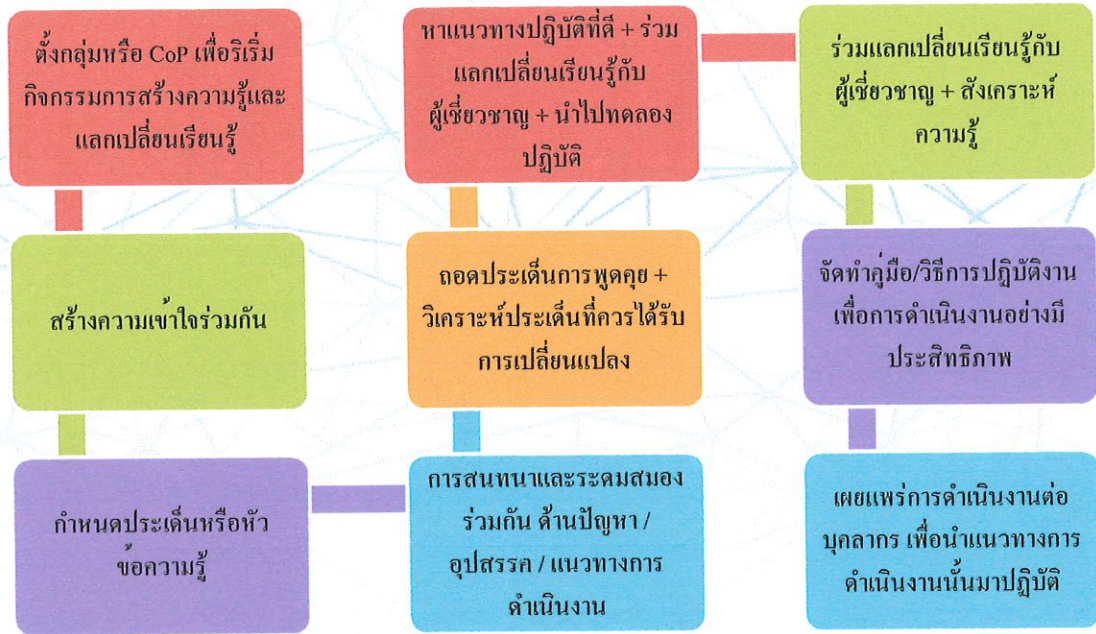 ตั้งกลุ่มหรือ CoP เพื่อริเริ่ม
กิจกรรมการสร้างความรู้และ
แลกเปลี่ยนเรียนรู้
สร้างความเข้าใจร่วมกัน
กำหนดประเด็นหรือหัว
ข้อความรู้
การสนทนาและระดมสมอง
ร่วมกัน ด้านปัญหา /
อุปสรรค / แนวทางการ
ดำเนินงาน
ถอดประเด็นการพูดคุย +
วิเคราะห์ประเด็นที่ควรได้รับ
การเปลี่ยนแปลง
หาแนวทางปฏิบัติที่ดี + ร่วม
แลกเปลี่ยนเรียนรู้กับ
ผู้เชี่ยวชาญ + นำไปทดลอง
ปฏิบัติ
ร่วมแลกเปลี่ยนเรียนรู้กับ
ผู้เชี่ยวชาญ + สังเคราะห์
ความรู้
จัดทำคู่มือ/วิธีการปฏิบัติงาน
เพื่อการดำเนินงานอย่างมี
ประสิทธิภาพ
เผยแพร่การดำเนินงานต่อ
บุคลากร เพื่อนำแนวทางการ
ดำเนินงานนั้นมาปฏิบัติ